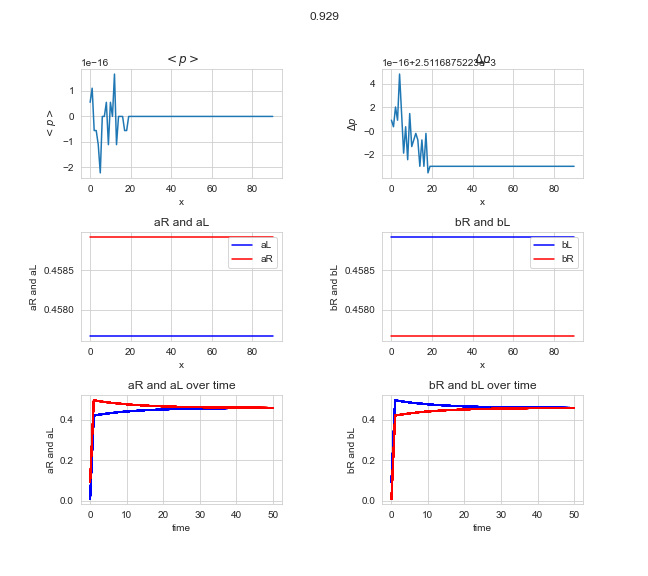 0.929
1e−16
< p >
1
0
−1
−2
< p >
0 20 40 60 80
x
Δp
4
2
−0
−2
Δp
0 20 40 60 80
x
aR and aL
aL
aR
0.4585
0.4580
aR and aL
0 20 40 60 80
x
bR and bL
bL
bR
0.4585
0.4580
bR and bL
0 20 40 60 80
x
aR and aL over time
0.4
0.2
0.0
aR and aL
0 10 20 30 40 50
time
bR and bL over time
0.4
0.2
0.0
bR and bL
0 10 20 30 40 50
time